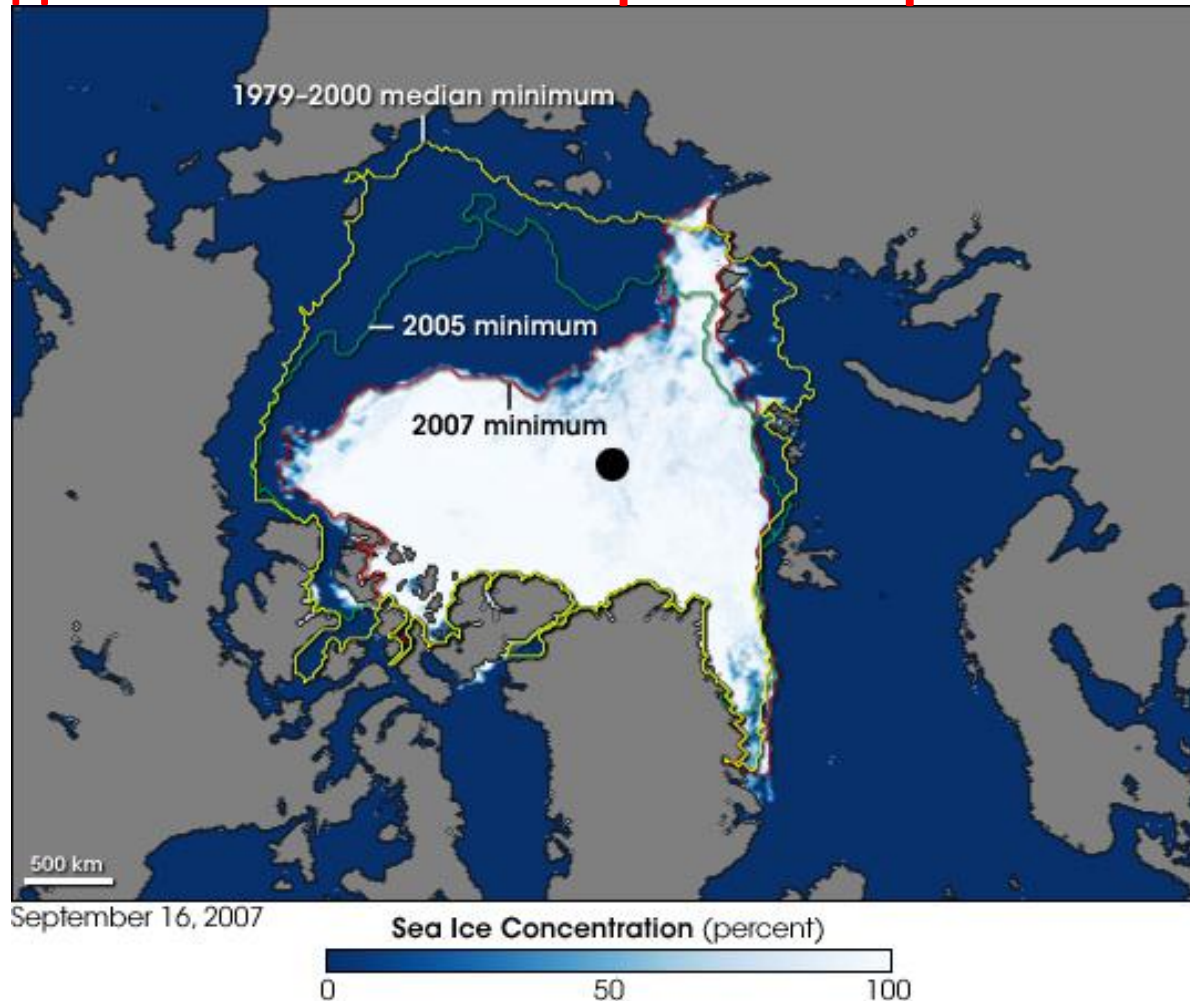 1979–2000 median minimum
2005 minimum
2007 minimum
500 km
September 16, 2007
Sea Ice Concentration (percent)
0 50 100